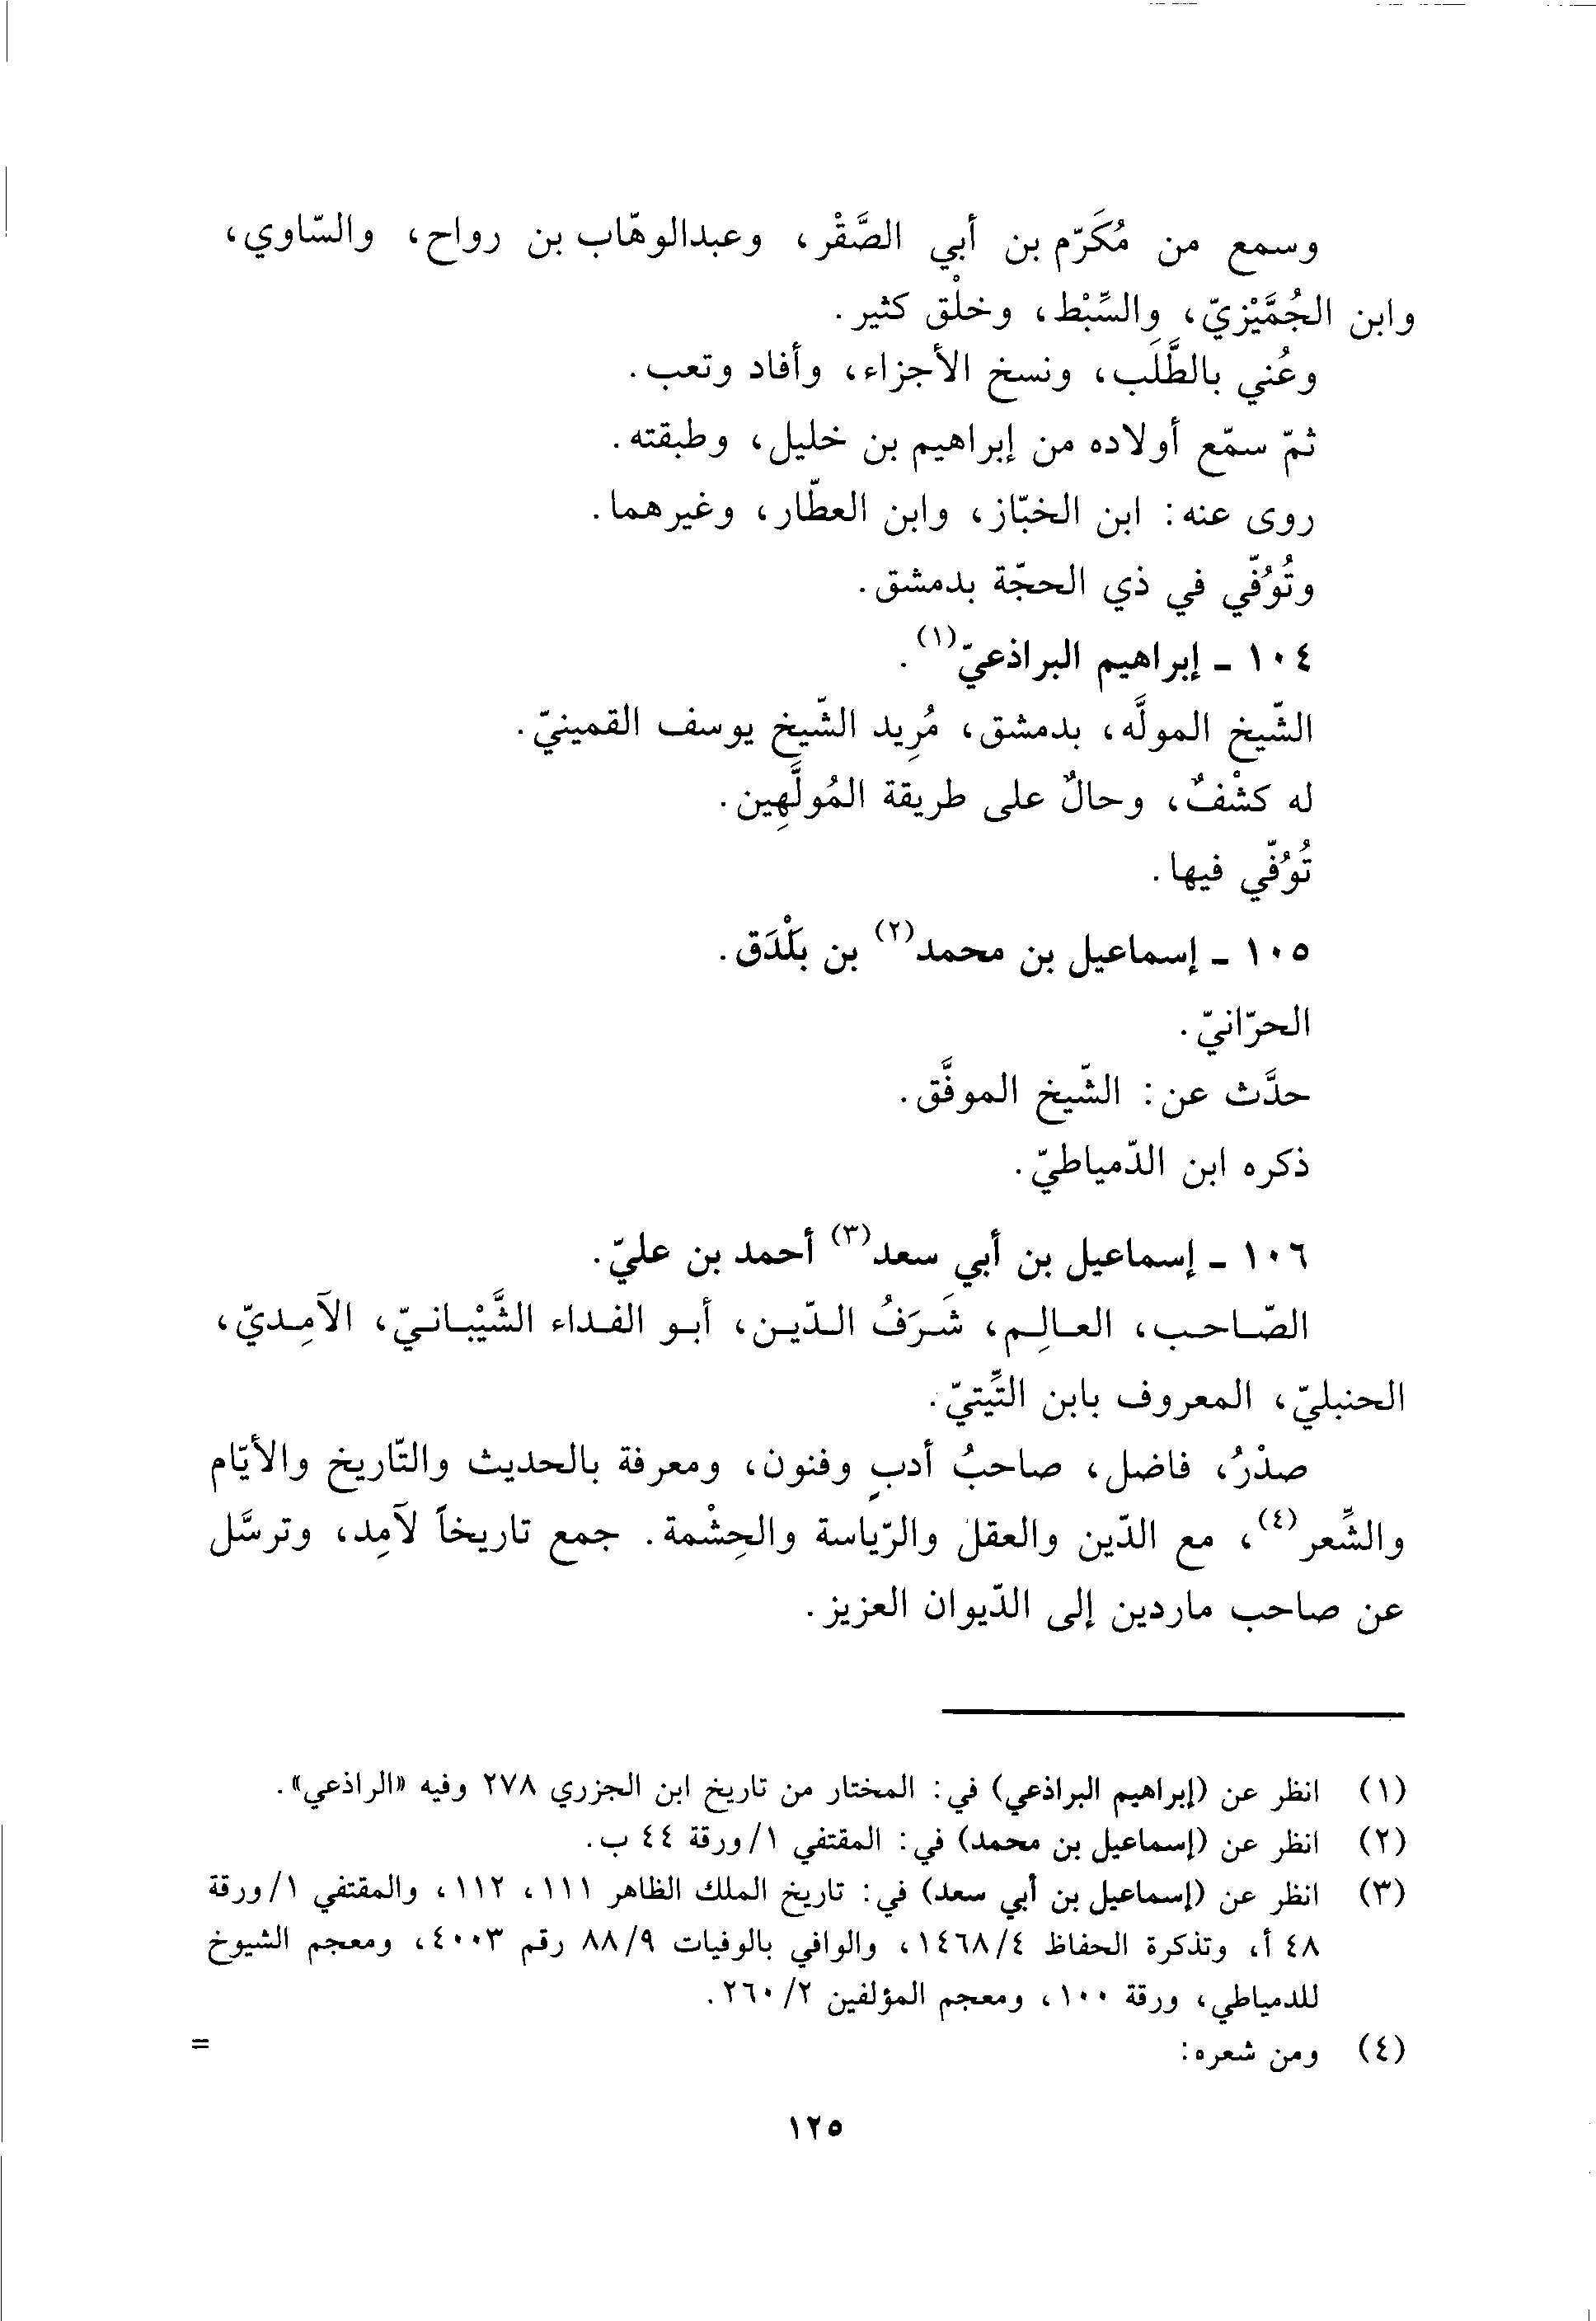 وسمع من مُكَرّم بن أبي الصَّقْر، وعبدالوهّاب بن رواح، والسّاوي،
وابن الجُمَّيْزيّ، والسِّبْط، وخلْق كثير.
وعُني بالطَّلَب، ونسخ الأجزاء، وأفاد وتعب.
ثمّ سمّع أولاده من إبراهيم بن خليل، وطبقته.
روى عنه: ابن الخبّاز، وابن العطّار، وغيرهما.
وتُوُفّي في ذي الحجّة بدمشق.
١٠٤ - إبراهيم البراذعيّ(١).
الشّيخ المولَّه، بدمشق، مُرِيد الشّيخ يوسف القمينيّ.
له كشْفٌ، وحالٌ على طريقة المُولَّهِين.
تُوُفّي فيها.
١٠٥ - إسماعيل بن محمد(٢) بن بَلْدَق.
الحرّانيّ.
حدَّث عن: الشّيخ الموفَّق.
ذكره ابن الدّمياطيّ.
١٠٦ - إسماعيل بن أبي سعد(٣) أحمد بن عليّ.
الصّاحب، العالِم، شَرَفُ الدّين، أبو الفداء الشَّيْبانيّ، الآمِديّ،
الحنبليّ، المعروف بابن التِّيتيّ.
صدْرُ، فاضل، صاحبُ أدبٍ وفنون، ومعرفة بالحديث والتّاريخ والأيّام
والشِّعر(٤)، مع الدّين والعقل والرّياسة والحِشْمة. جمع تاريخاً لآمِد، وترسَّل
عن صاحب ماردين إلى الدّيوان العزيز.
(١) انظر عن (إبراهيم البراذعي) في: المختار من تاريخ ابن الجزري ٢٧٨ وفيه «الراذعي».
(٢) انظر عن (إسماعيل بن محمد) في: المقتفي ١/ورقة ٤٤ ب.
(٣) انظر عن (إسماعيل بن أبي سعد) في: تاريخ الملك الظاهر ١١١، ١١٢، والمقتفي ١/ورقة
٤٨ أ، وتذكرة الحفاظ ١٤٦٨/٤، والوافي بالوفيات ٨٨/٩ رقم ٤٠٠٣، ومعجم الشيوخ
للدمياطي، ورقة ١٠٠، ومعجم المؤلفين ٢٦٠/٢.
(٤) ومن شعره: =
١٢٥